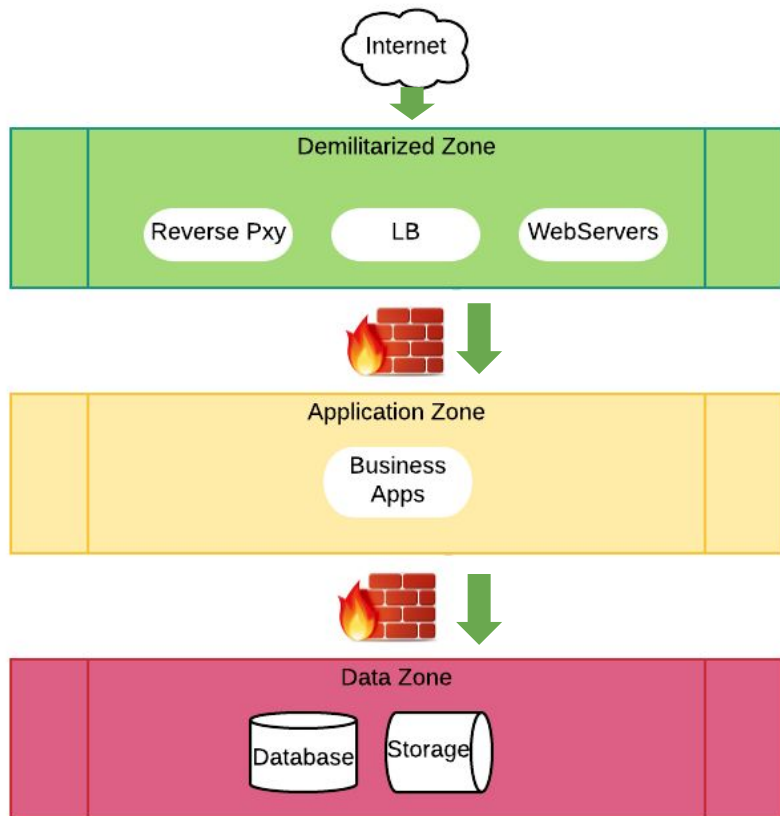 Internet
Demilitarized Zone
Reverse Pxy
LB
WebServers
Application Zone
Business
Apps
Data Zone
Database
Storage